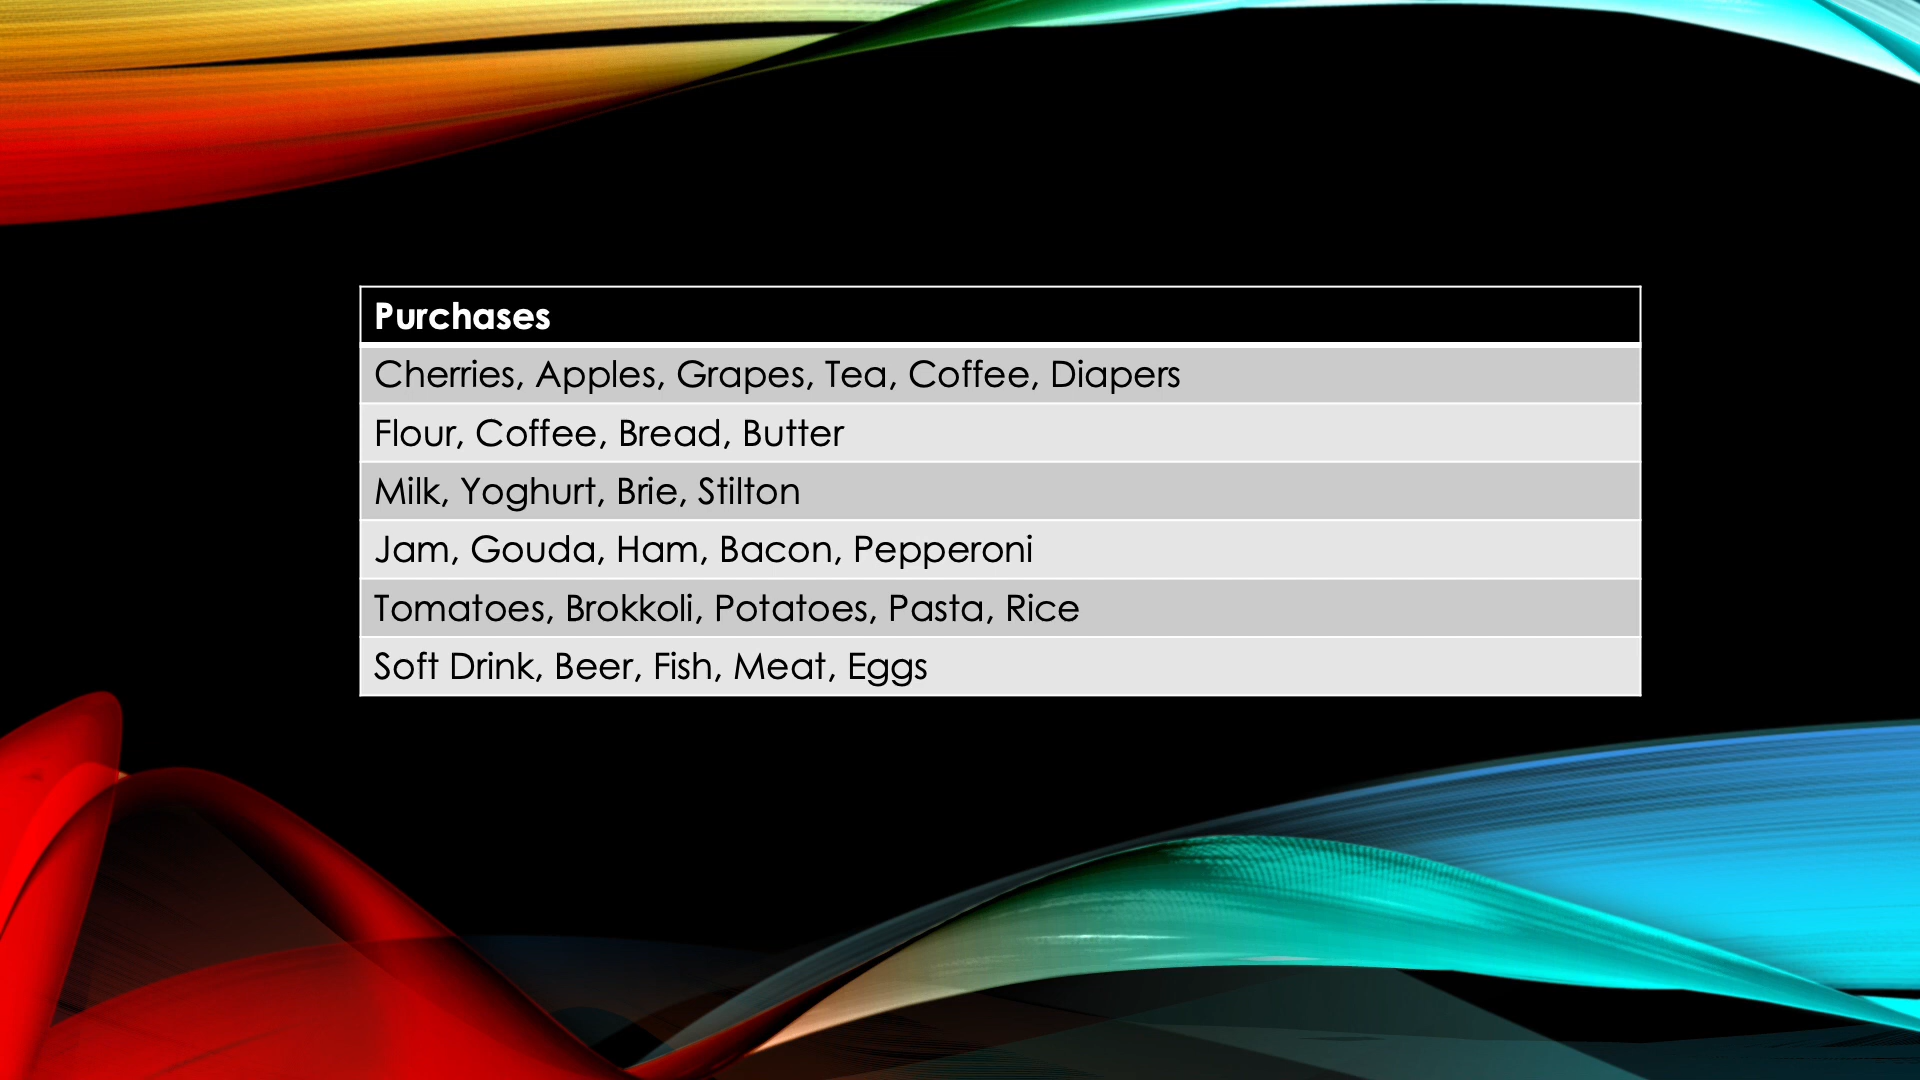 Purchases
Cherries, Apples, Grapes, Tea, Coffee, Diapers
Flour, Coffee, Bread, Butter
Milk, Yoghurt, Brie, Stilton
Jam, Gouda, Ham, Bacon, Pepperoni
Tomatoes, Brokkoli, Potatoes, Pasta, Rice
Soft Drink, Beer, Fish, Meat, Eggs